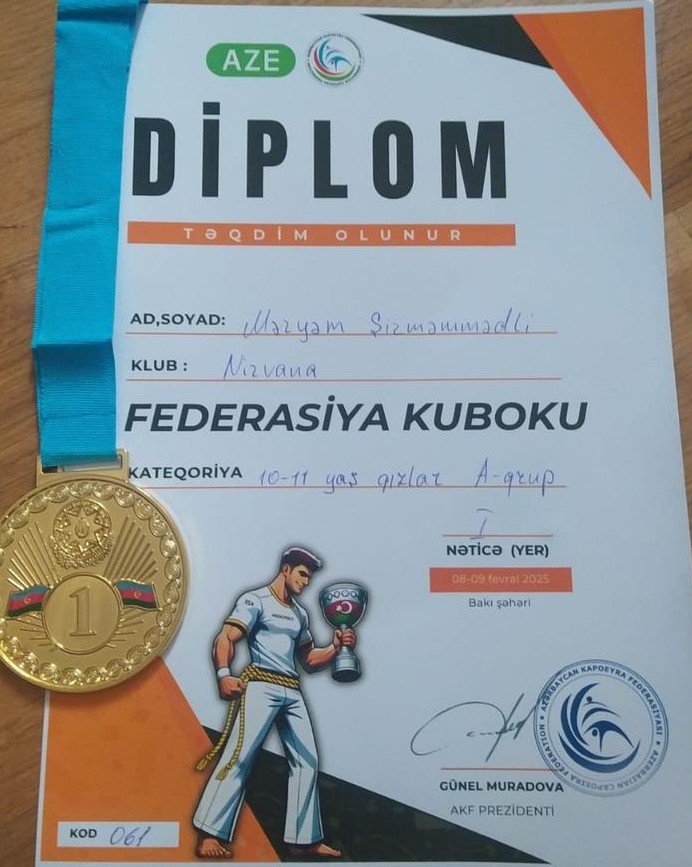 AZE
DİPLOM
TƏQDİM OLUNUR
AD,SOYAD: Məryəm Şirməmmədli
KLUB : Nirvana
FEDERASİYA KUBOKU
KATEQORİYA 10-11 yaş qızlar A-qrup
I
NƏTİCƏ (YER)
08-09 fevral 2025
Bakı şəhəri
1
AZƏRBAYCAN KAPOEYRA FEDERASİYASI
AZERBAIJAN CAPOEIRA FEDERATION
GÜNEL MURADOVA
AKF PREZİDENTİ
KOD 061